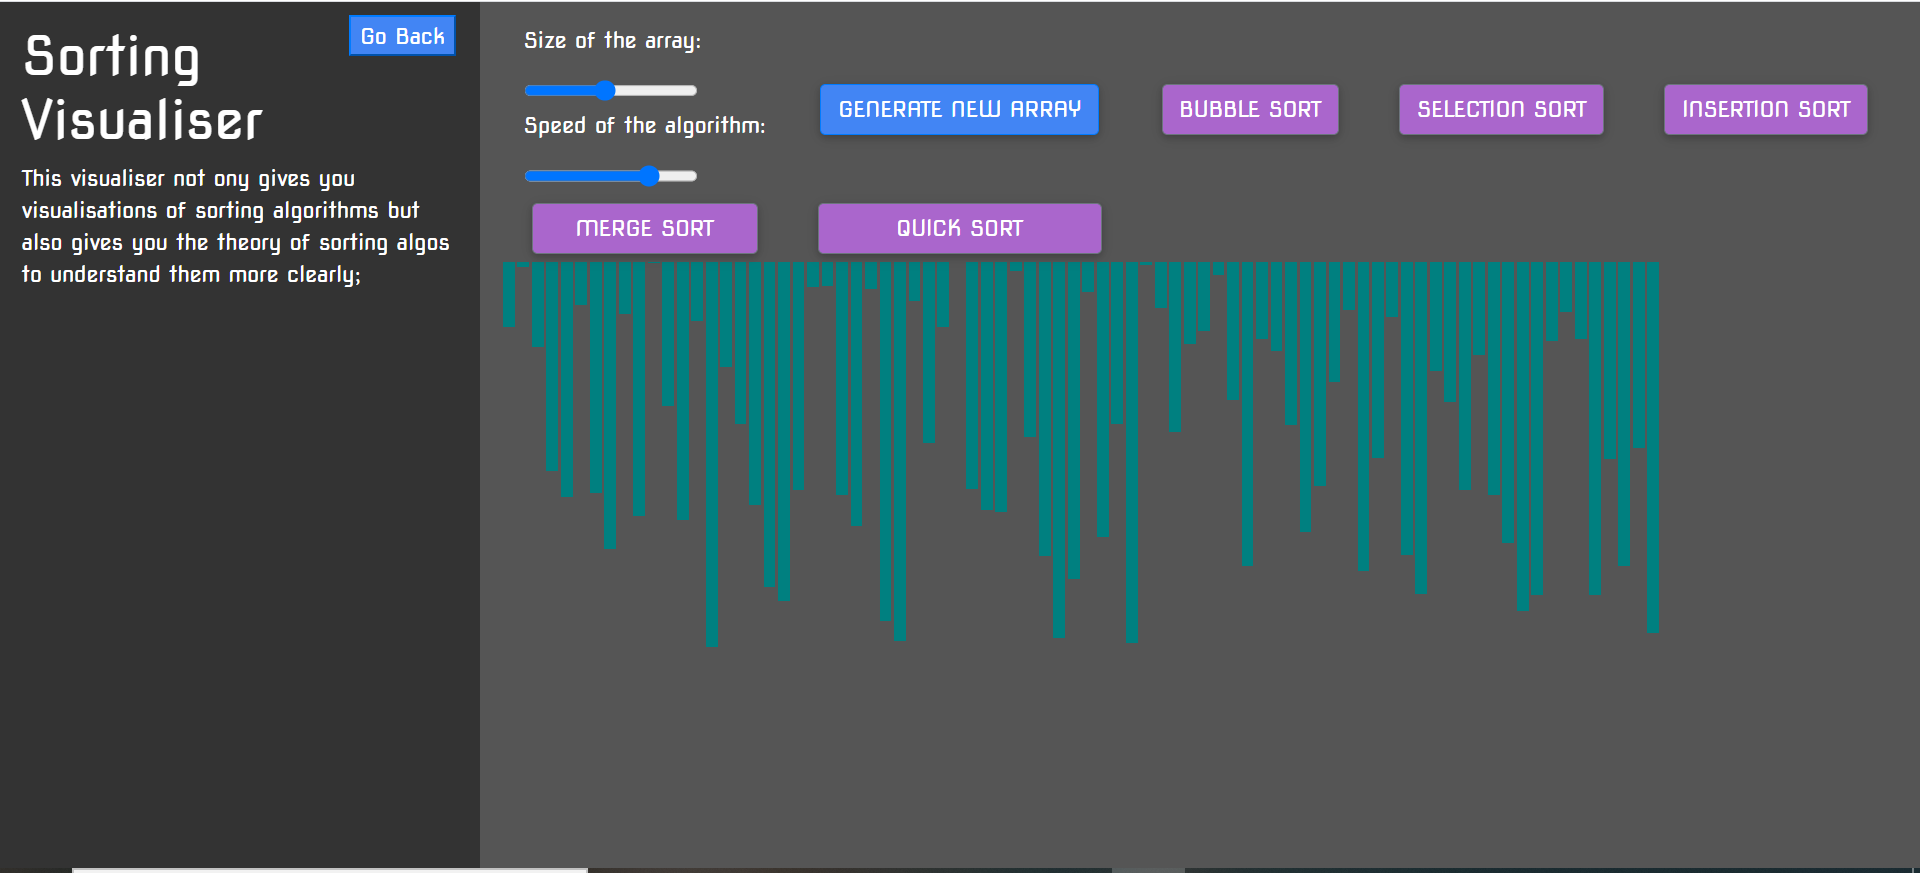 Sorting
Visualiser
Go Back
This visualiser not ony gives you
visualisations of sorting algorithms but
also gives you the theory of sorting algos
to understand them more clearly;
Size of the array:
Speed of the algorithm:
GENERATE NEW ARRAY
BUBBLE SORT
SELECTION SORT
INSERTION SORT
MERGE SORT
QUICK SORT